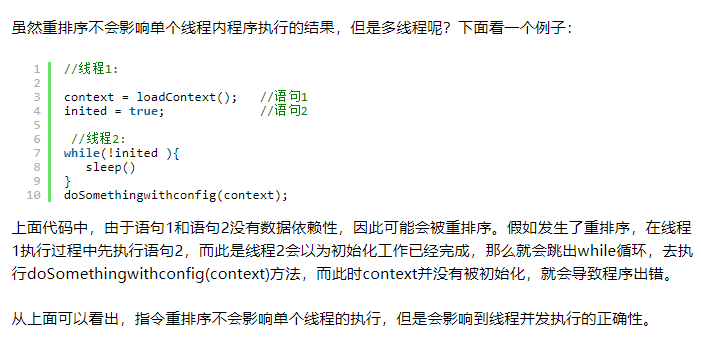 虽然重排序不会影响单个线程内程序执行的结果，但是多线程呢？下面看一个例子：
1 //线程1:
2
3 context = loadContext();   //语句1
4 inited = true;             //语句2
5
6  //线程2:
7 while(!inited ){
8    sleep()
9 }
10 doSomethingwithconfig(context);
上面代码中，由于语句1和语句2没有数据依赖性，因此可能会被重排序。假如发生了重排序，在线程
1执行过程中先执行语句2，而此是线程2会以为初始化工作已经完成，那么就会跳出while循环，去执
行doSomethingwithconfig(context)方法，而此时context并没有被初始化，就会导致程序出错。
从上面可以看出，指令重排序不会影响单个线程的执行，但是会影响到线程并发执行的正确性。